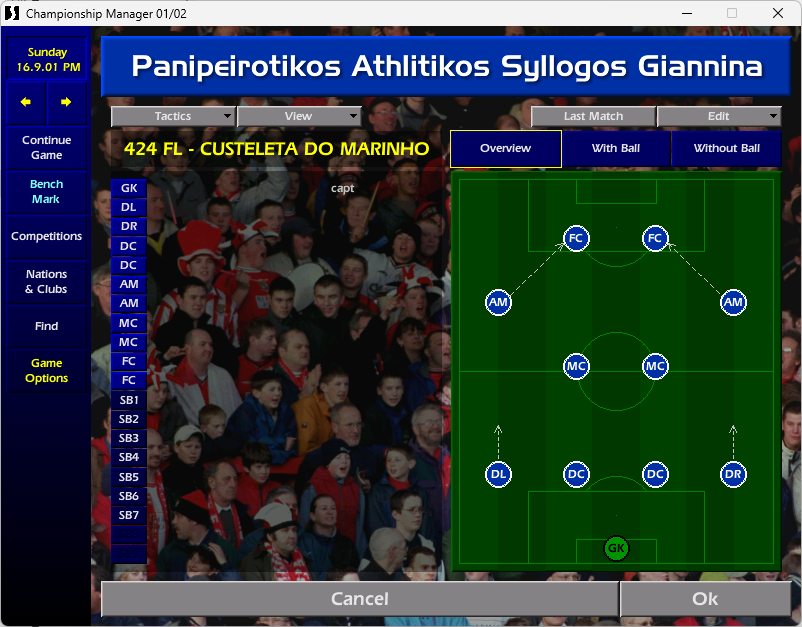 Championship Manager 01/02
Sunday
16.9.01 PM
Continue
Game
Bench
Mark
Competitions
Nations
& Clubs
Find
Game
Options
Panipeirotikos Athlitikos Syllogos Giannina
Tactics
View
Last Match
Edit
424 FL - CUSTELETA DO MARINHO
Overview
With Ball
Without Ball
GK
capt
DL
DR
DC
DC
AM
AM
MC
MC
FC
FC
SB1
SB2
SB3
SB4
SB5
SB6
SB7
FC
FC
AM
AM
MC
MC
DL
DC
DC
DR
GK
Cancel
Ok